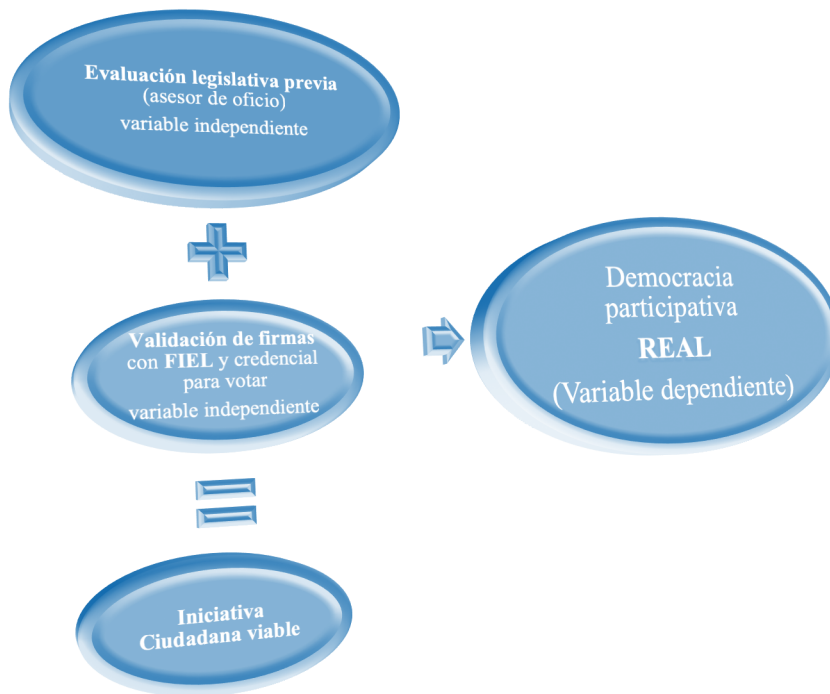 Evaluación legislativa previa
(asesor de oficio)
variable independiente
Validación de firmas
con FIEL y credencial
para votar
variable independiente
Iniciativa
Ciudadana viable
Democracia
participativa
REAL
(Variable dependiente)